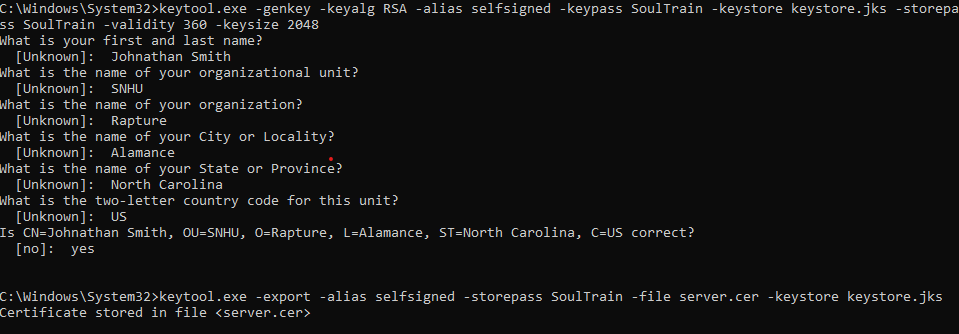 C:\Windows\System32>keytool.exe -genkey -keyalg RSA -alias selfsigned -keypass SoulTrain -keystore keystore.jks -storepa
ss SoulTrain -validity 360 -keysize 2048
What is your first and last name?
  [Unknown]:  Johnathan Smith
What is the name of your organizational unit?
  [Unknown]:  SNHU
What is the name of your organization?
  [Unknown]:  Rapture
What is the name of your City or Locality?
  [Unknown]:  Alamance
What is the name of your State or Province?
  [Unknown]:  North Carolina
What is the two-letter country code for this unit?
  [Unknown]:  US
Is CN=Johnathan Smith, OU=SNHU, O=Rapture, L=Alamance, ST=North Carolina, C=US correct?
  [no]:  yes
C:\Windows\System32>keytool.exe -export -alias selfsigned -storepass SoulTrain -file server.cer -keystore keystore.jks
Certificate stored in file <server.cer>